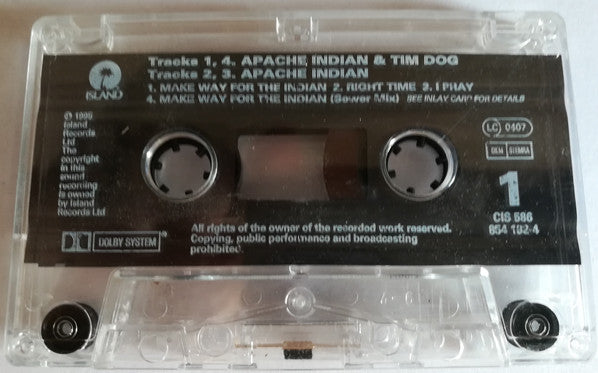 Tracks 1, 4. APACHE INDIAN & TIM DOG
Tracks 2, 3. APACHE INDIAN
1. MAKE WAY FOR THE INDIAN 2. RIGHT TIME 3. I PRAY
4. MAKE WAY FOR THE INDIAN (Sewer Mix) SEE INLAY CARD FOR DETAILS
ISLAND
℗ 1995
Island
Records
Ltd
The
copyright
in this
sound
recording
is owned
by Island
Records Ltd
LC 0407
BIEM STEMRA
1
CIS 586
854 192-4
DOLBY SYSTEM
All rights of the owner of the recorded work reserved.
Copying, public performance and broadcasting
prohibited.